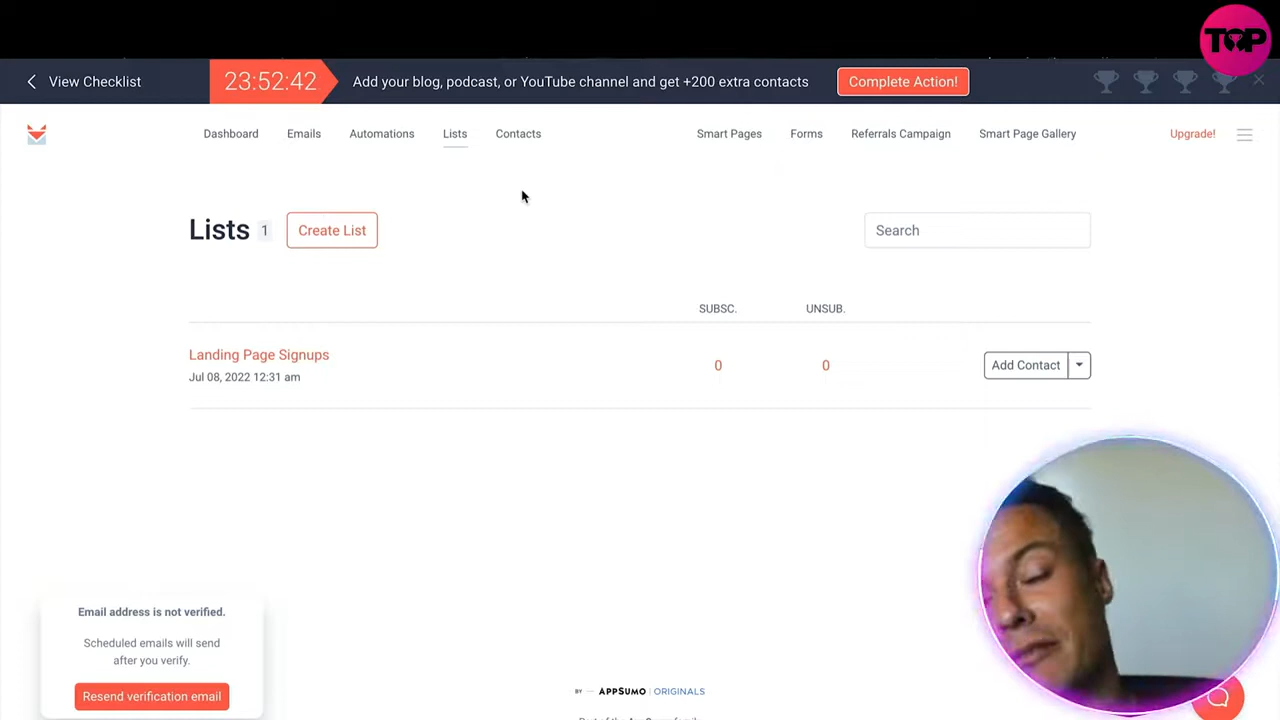 TOP
View Checklist
23:52:42
Add your blog, podcast, or YouTube channel and get +200 extra contacts
Complete Action!
Dashboard
Emails
Automations
Lists
Contacts
Smart Pages
Forms
Referrals Campaign
Smart Page Gallery
Upgrade!
Lists 1
Create List
Search
SUBSC.
UNSUB.
Landing Page Signups
Jul 08, 2022 12:31 am
0
0
Add Contact
Email address is not verified.
Scheduled emails will send
after you verify.
Resend verification email
BY — APPSUMO | ORIGINALS